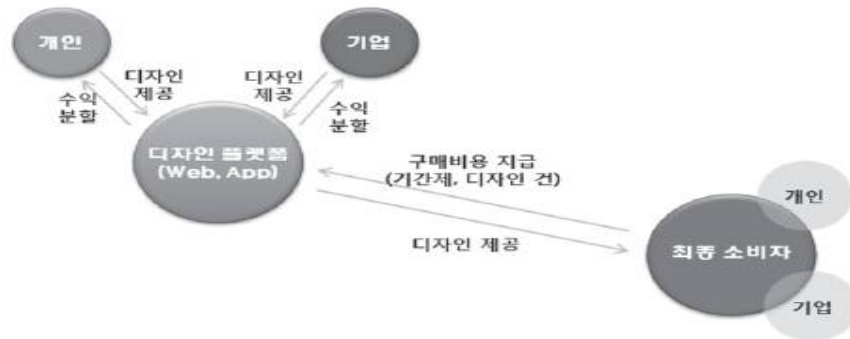 개인
기업
디자인
제공
수익
분할
디자인
제공
수익
분할
디자인 플랫폼
(Web, App)
구매비용 지급
(기간제, 디자인 건)
디자인 제공
최종 소비자
개인
기업